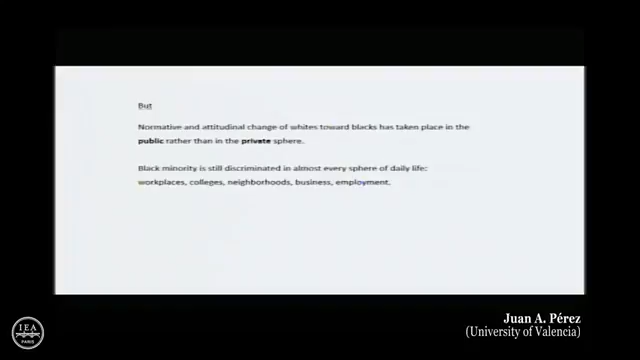 But
Normative and attitudinal change of whites toward blacks has taken place in the
public rather than in the private sphere.
Black minority is still discriminated in almost every sphere of daily life:
workplaces, colleges, neighborhoods, business, employment.
Juan A. Pérez
(University of Valencia)
IEA
PARIS